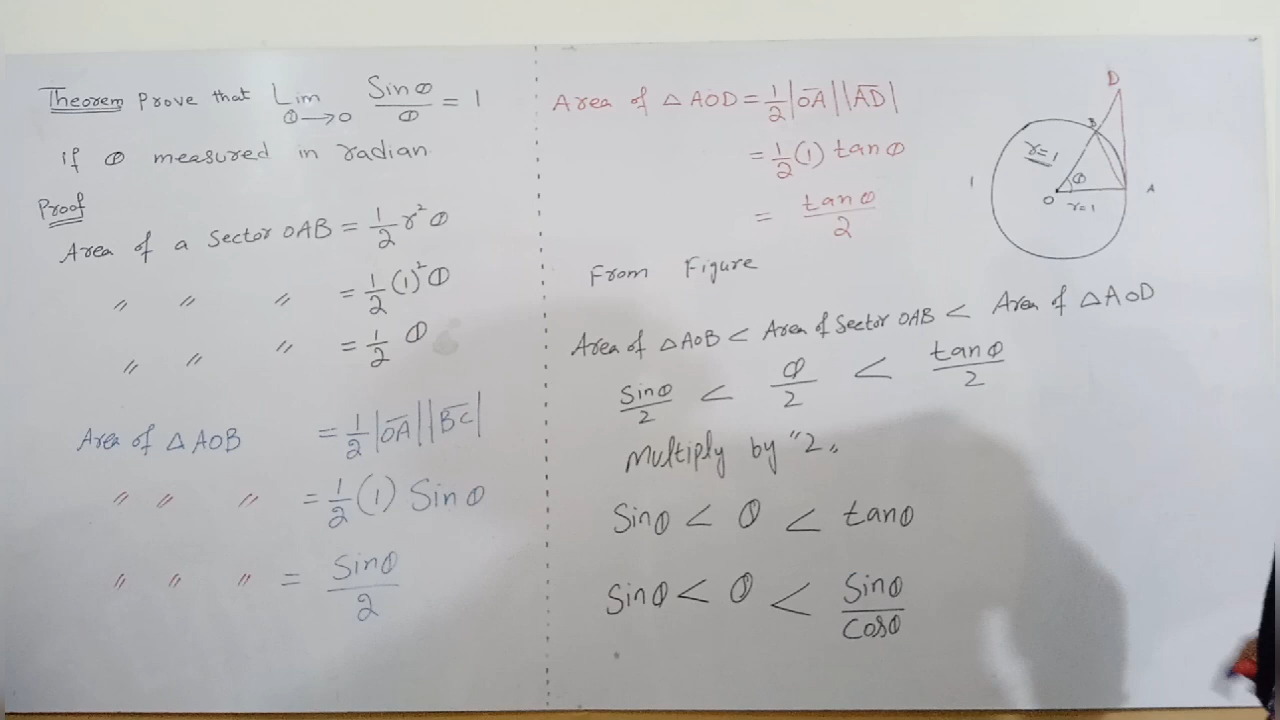 Theorem Prove that Lim θ→0 Sinθ/θ = 1
if θ measured in radian
Proof
Area of a Sector OAB = 1/2 r² θ
〃 〃 〃 = 1/2 (1)² θ
〃 〃 〃 = 1/2 θ
Area of △ AOB = 1/2 |OA̅| |BC̅|
〃 〃 〃 = 1/2 (1) Sinθ
〃 〃 〃 = Sinθ/2
Area of △ AOD = 1/2 |OA̅| |AD̅|
= 1/2 (1) tanθ
= tanθ/2
D
B
r=1
θ
O
r=1
A
1
From Figure
Area of △AOB < Area of Sector OAB < Area of △AOD
Sinθ/2 < θ/2 < tanθ/2
Multiply by "2"
Sinθ < θ < tanθ
Sinθ < θ < Sinθ/Cosθ